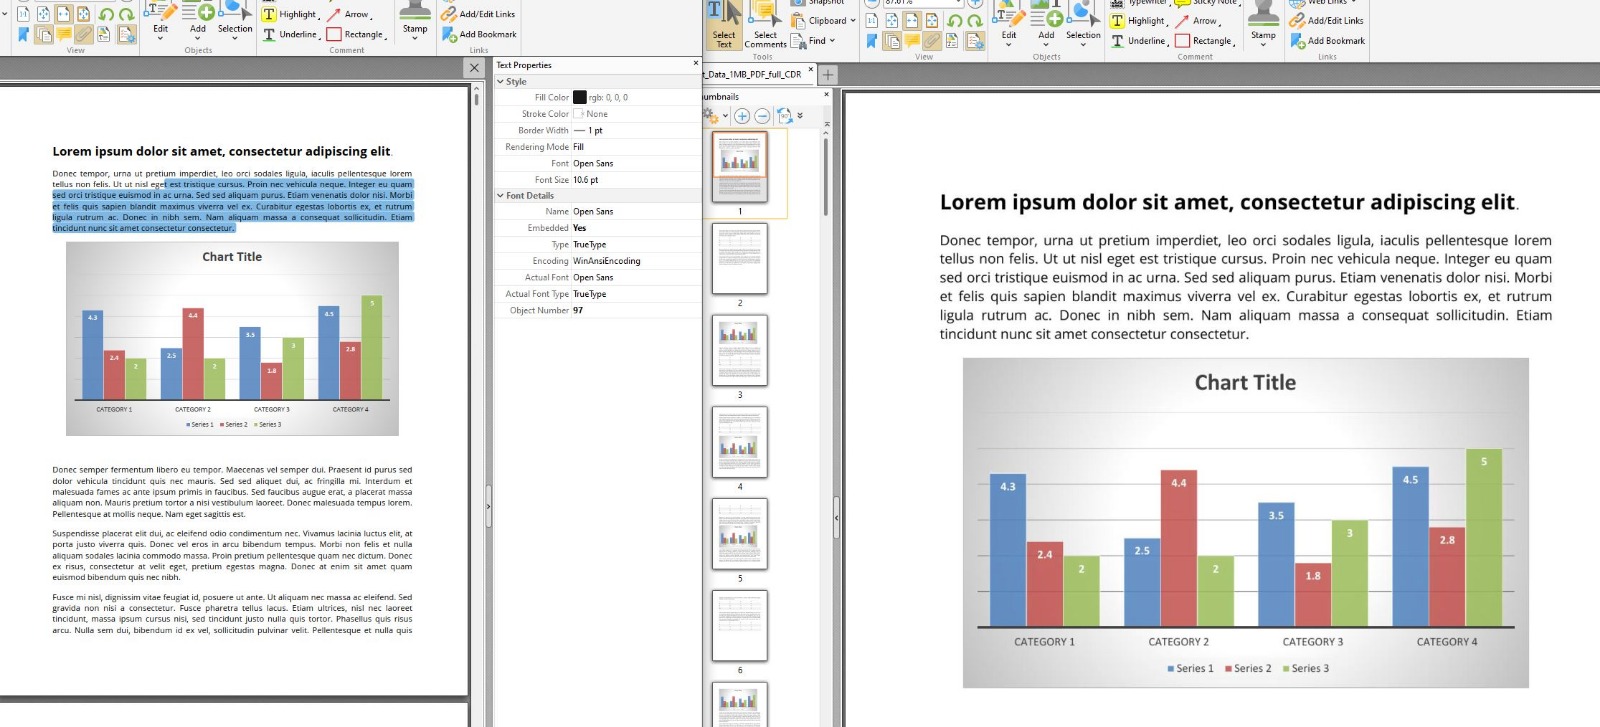 Highlight
Arrow
Underline
Rectangle
Edit
Add
Selection
Stamp
Add/Edit Links
Add Bookmark
View
Objects
Comment
Links
Lorem ipsum dolor sit amet, consectetur adipiscing elit.
Donec tempor, urna ut pretium imperdiet, leo orci sodales ligula, iaculis pellentesque lorem
tellus non felis. Ut ut nisl eget est tristique cursus. Proin nec vehicula neque. Integer eu quam
sed orci tristique euismod in ac urna. Sed sed aliquam purus. Etiam venenatis dolor nisi. Morbi
et felis quis sapien blandit maximus viverra vel ex. Curabitur egestas lobortis ex, et rutrum
ligula rutrum ac. Donec in nibh sem. Nam aliquam massa a consequat sollicitudin. Etiam
tincidunt nunc sit amet consectetur consectetur.
Chart Title
4.3
2.4
2
2.5
4.4
2
3.5
1.8
3
4.5
2.8
5
CATEGORY 1
CATEGORY 2
CATEGORY 3
CATEGORY 4
Series 1 Series 2 Series 3
Donec semper fermentum libero eu tempor. Maecenas vel semper dui. Praesent id purus sed
dolor vehicula tincidunt quis nec mauris. Sed sed aliquet dui, ac fringilla mi. Interdum et
malesuada fames ac ante ipsum primis in faucibus. Sed faucibus augue erat, a placerat massa
aliquam non. Mauris pretium tortor a nisi vestibulum laoreet. Donec malesuada tempus lorem.
Pellentesque at mollis neque. Nam eget sagittis est.
Suspendisse placerat elit dui, ac eleifend odio condimentum nec. Vivamus lacinia luctus elit, at
porta justo viverra quis. Donec vel eros in arcu bibendum tempus. Morbi non felis et nulla
aliquam sodales lacinia commodo massa. Proin pretium pellentesque quam nec dictum. Donec
ex risus, consectetur at velit eget, pretium egestas magna. Donec at enim sit amet quam
euismod bibendum quis nec nibh.
Fusce mi nisl, dignissim vitae feugiat id, posuere ut ante. Ut aliquam nec massa ac eleifend. Sed
gravida non nisi a consectetur. Fusce pharetra tellus lacus. Etiam ultrices, nisl nec laoreet
tincidunt, massa ipsum cursus nisi, sed tincidunt justo nulla quis tortor. Phasellus quis risus
arcu. Nulla sem dui, bibendum id ex vel, sollicitudin pulvinar velit. Pellentesque et nulla quis
Text Properties
Style
Fill Color rgb: 0, 0, 0
Stroke Color None
Border Width 1 pt
Rendering Mode Fill
Font Open Sans
Font Size 10.6 pt
Font Details
Name Open Sans
Embedded Yes
Type TrueType
Encoding WinAnsiEncoding
Actual Font Open Sans
Actual Font Type TrueType
Object Number 97
Select
Text
Select
Comments
Snapshot
Clipboard
Find
Tools
87.61%
Edit
Add
Selection
Typewriter
Sticky Note
Highlight
Arrow
Underline
Rectangle
Stamp
Web Links
Add/Edit Links
Add Bookmark
View
Objects
Comment
Links
t_Data_1MB_PDF_full_CDR
umbnails
1
2
3
4
5
6
Lorem ipsum dolor sit amet, consectetur adipiscing elit.
Donec tempor, urna ut pretium imperdiet, leo orci sodales ligula, iaculis pellentesque lorem
tellus non felis. Ut ut nisl eget est tristique cursus. Proin nec vehicula neque. Integer eu quam
sed orci tristique euismod in ac urna. Sed sed aliquam purus. Etiam venenatis dolor nisi. Morbi
et felis quis sapien blandit maximus viverra vel ex. Curabitur egestas lobortis ex, et rutrum
ligula rutrum ac. Donec in nibh sem. Nam aliquam massa a consequat sollicitudin. Etiam
tincidunt nunc sit amet consectetur consectetur.
Chart Title
4.3
2.4
2
2.5
4.4
2
3.5
1.8
3
4.5
2.8
5
CATEGORY 1
CATEGORY 2
CATEGORY 3
CATEGORY 4
Series 1 Series 2 Series 3